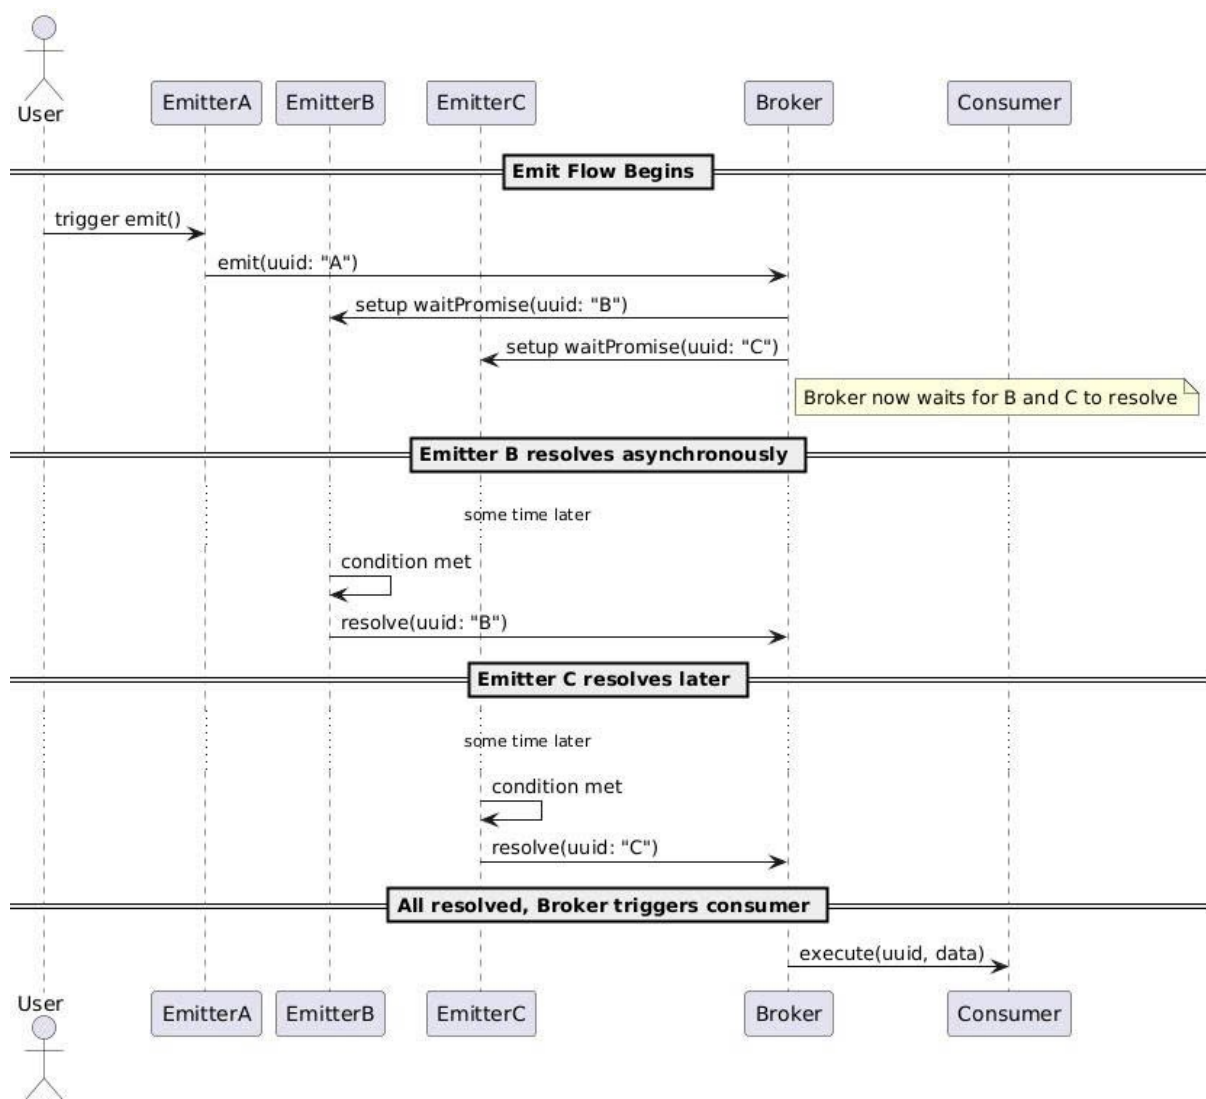 User
EmitterA EmitterB EmitterC Broker Consumer
Emit Flow Begins
trigger emit()
emit(uuid: "A")
setup waitPromise(uuid: "B")
setup waitPromise(uuid: "C")
Broker now waits for B and C to resolve
Emitter B resolves asynchronously
some time later
condition met
resolve(uuid: "B")
Emitter C resolves later
some time later
condition met
resolve(uuid: "C")
All resolved, Broker triggers consumer
execute(uuid, data)
User
EmitterA EmitterB EmitterC Broker Consumer